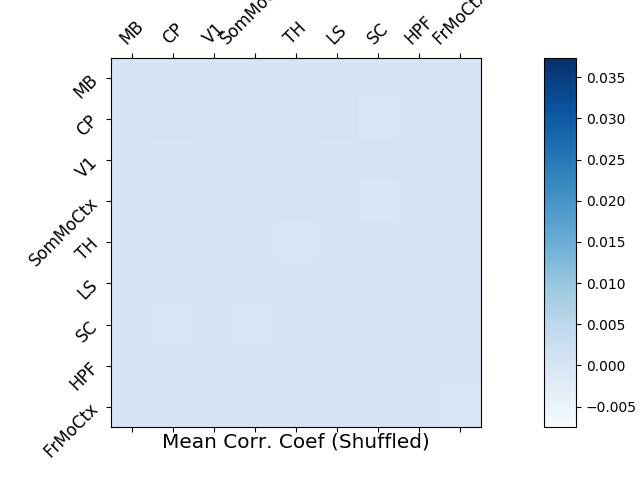 MB
CP
V1
SomMoCtx
TH
LS
SC
HPF
FrMoCtx
MB
CP
V1
SomMoCtx
TH
LS
SC
HPF
FrMoCtx
Mean Corr. Coef (Shuffled)
0.035
0.030
0.025
0.020
0.015
0.010
0.005
0.000
−0.005